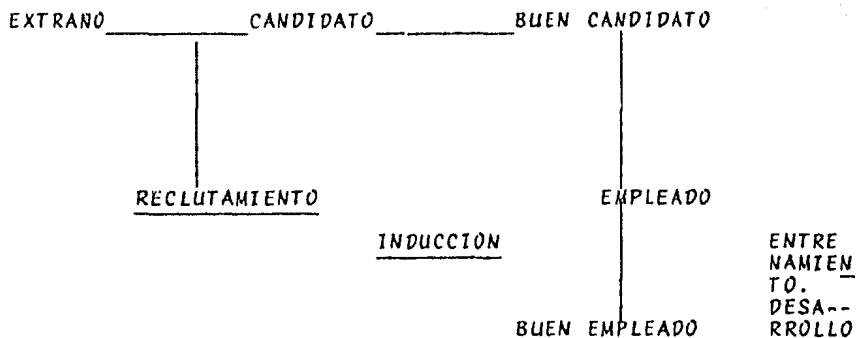 EXTRANO CANDIDATO BUEN CANDIDATO
RECLUTAMIENTO EMPLEADO
INDUCCION
ENTRE
NAMIEN
TO.
DESA--
BUEN EMPLEADO RROLLO